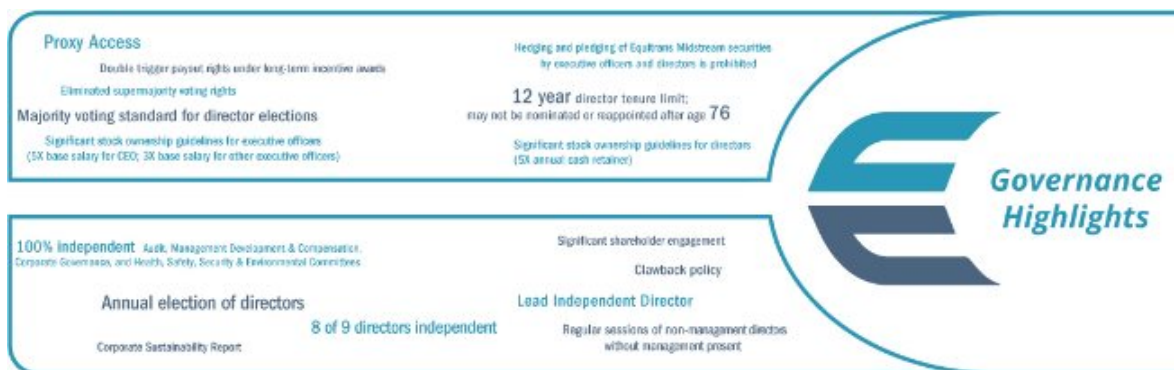 Proxy Access
Double trigger payout rights under long-term incentive awards
Eliminated supermajority voting rights
Majority voting standard for director elections
Significant stock ownership guidelines for executive officers
(5X base salary for CEO; 3X base salary for other executive officers)
Hedging and pledging of Equitrans Midstream securities
by executive officers and directors is prohibited
12 year director tenure limit;
may not be nominated or reappointed after age 76
Significant stock ownership guidelines for directors
(5X annual cash retainer)
Governance
Highlights
100% independent Audit, Management Development & Compensation,
Corporate Governance, and Health, Safety, Security & Environmental Committees
Annual election of directors
8 of 9 directors independent
Corporate Sustainability Report
Significant shareholder engagement
Clawback policy
Lead Independent Director
Regular sessions of non-management directors
without management present